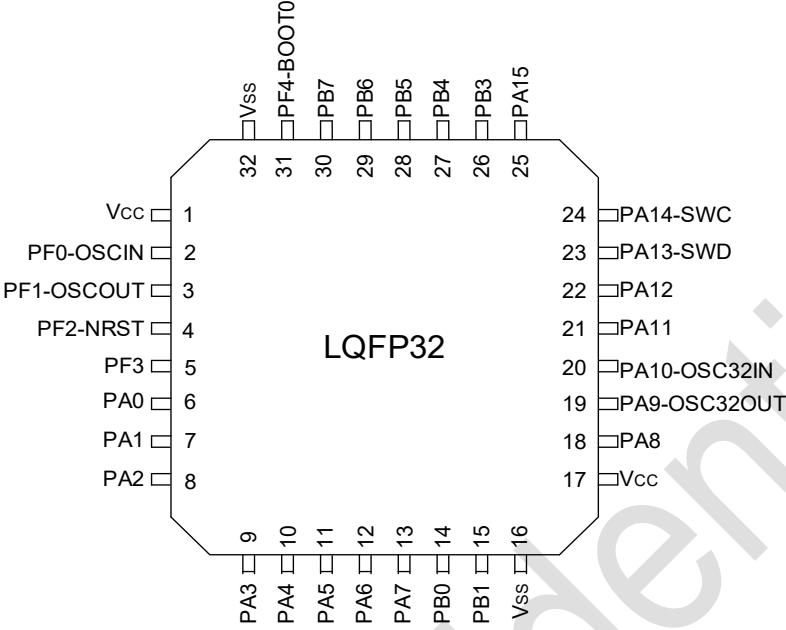 32 Vss
31 PF4-BOOT0
30 PB7
29 PB6
28 PB5
27 PB4
26 PB3
25 PA15
Vcc 1
PF0-OSCIN 2
PF1-OSCOUT 3
PF2-NRST 4
PF3 5
PA0 6
PA1 7
PA2 8
LQFP32
24 PA14-SWC
23 PA13-SWD
22 PA12
21 PA11
20 PA10-OSC32IN
19 PA9-OSC32OUT
18 PA8
17 Vcc
PA3 9
PA4 10
PA5 11
PA6 12
PA7 13
PB0 14
PB1 15
Vss 16